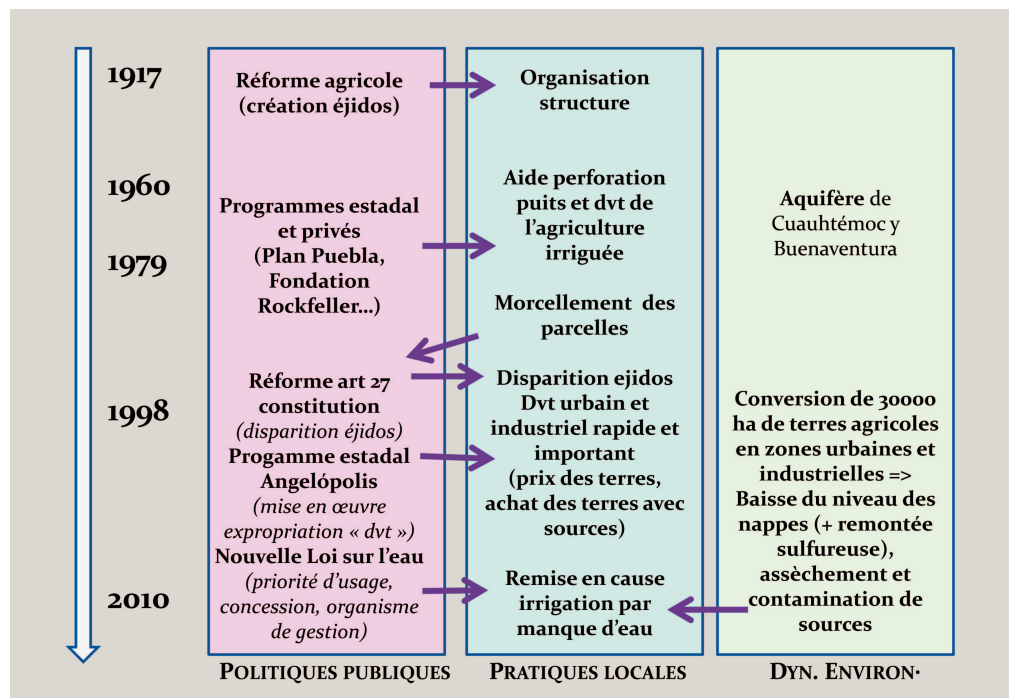 1917
1960
1979
1998
2010
Réforme agricole
(création éjidos)
Programmes estadal
et privés
(Plan Puebla,
Fondation
Rockfeller...)
Réforme art 27
constitution
(disparition éjidos)
Progamme estadal
Angelópolis
(mise en œuvre
expropriation « dvt »)
Nouvelle Loi sur l'eau
(priorité d'usage,
concession, organisme
de gestion)
POLITIQUES PUBLIQUES
Organisation
structure
Aide perforation
puits et dvt de
l'agriculture
irriguée
Morcellement des
parcelles
Disparition ejidos
Dvt urbain et
industriel rapide et
important
(prix des terres,
achat des terres avec
sources)
Remise en cause
irrigation par
manque d'eau
PRATIQUES LOCALES
Aquifère de
Cuauhtémoc y
Buenaventura
Conversion de 30000
ha de terres agricoles
en zones urbaines et
industrielles =>
Baisse du niveau des
nappes (+ remontée
sulfureuse),
assèchement et
contamination de
sources
DYN. ENVIRON·